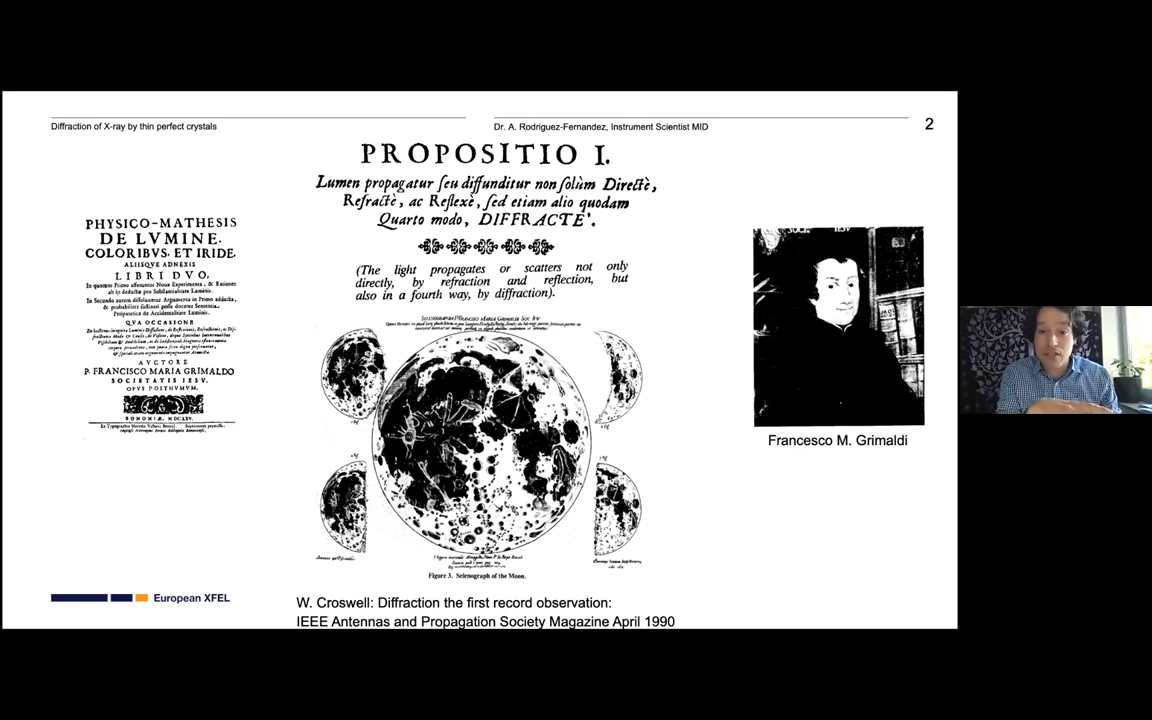 Diffraction of X-ray by thin perfect crystals
Dr. A. Rodriguez-Fernandez, Instrument Scientist MID
2
PROPOSITIO I.
Lumen propagatur ſeu diffunditur non ſolùm Directè,
Refractè, ac Reflexè, ſed etiam alio quodam
Quarto modo, DIFFRACTE'.
(The light propagates or scatters not only
directly, by refraction and reflection, but
also in a fourth way, by diffraction).
PHYSICO-MATHESIS
DE LVMINE,
COLORIBVS, ET IRIDE,
ALIISQVE ADNEXIS
LIBRI DVO,
In quorum Primo afferuntur Noua Experimenta, & Rationes
ab ijs deductæ pro Substantialitate Luminis.
In Secundo autem dissoluuntur Argumenta in Primo adducta,
& probabiliter sustineri posse docetur Sententia
Peripatetica de Accidentalitate Luminis.
QVA OCCASIONE
AVCTORE
P. FRANCISCO MARIA GRIMALDO
SOCIETATIS IESV.
OPVS POSTHVMVM.
BONONIÆ, MDCLXV.
Figure 3. Selenograph of the Moon.
Francesco M. Grimaldi
European XFEL
W. Croswell: Diffraction the first record observation:
IEEE Antennas and Propagation Society Magazine April 1990